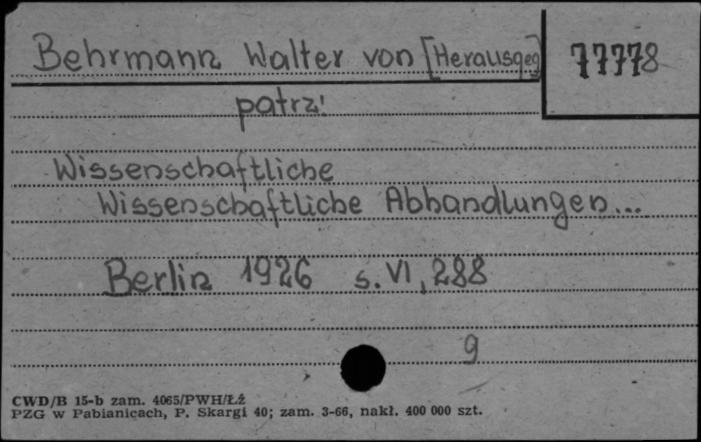 Behrmann Walter von [Herausgeg] 77778
patrz:
Wissenschaftliche
Wissenschaftliche Abhandlungen...
Berlin 1926 s. VI, 288
9
CWD/B 15-b zam. 4065/PWH/ŁŻ
PZG w Pabianicach, P. Skargi 40; zam. 3-66, nakł. 400 000 szt.